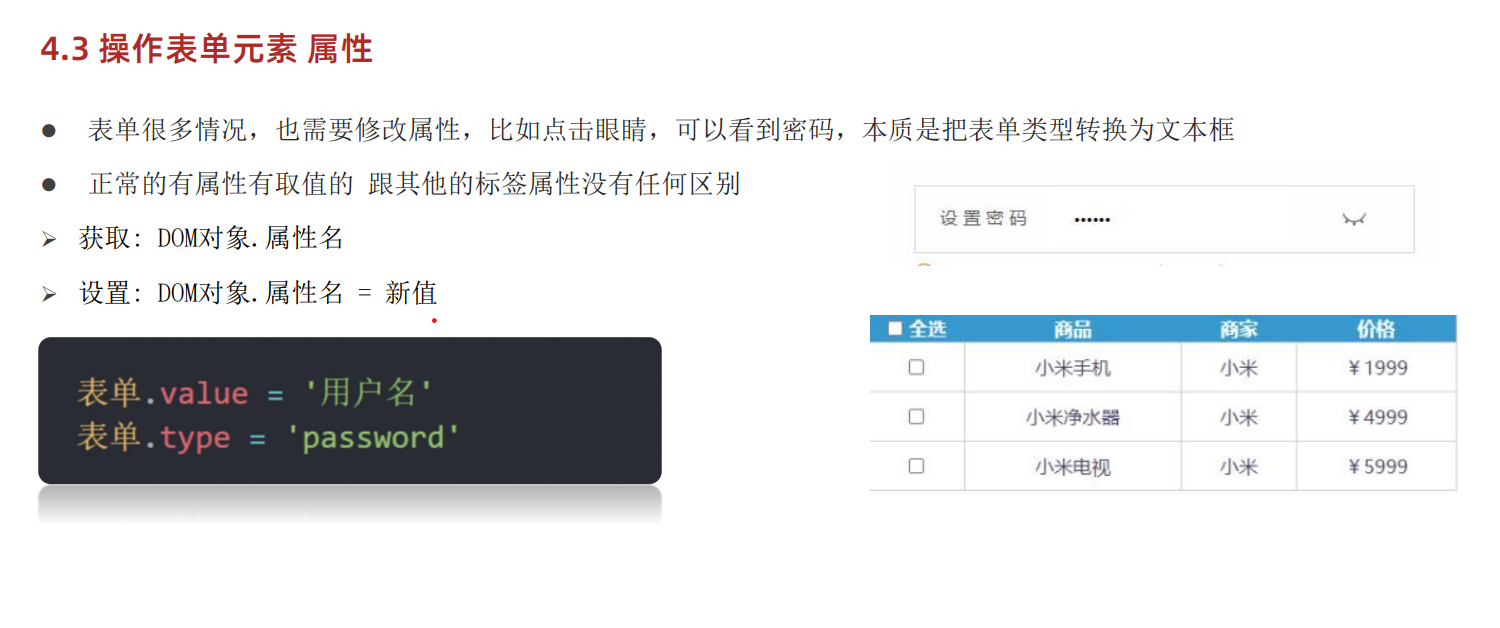 4.3 操作表单元素 属性
● 表单很多情况，也需要修改属性，比如点击眼睛，可以看到密码，本质是把表单类型转换为文本框
● 正常的有属性有取值的 跟其他的标签属性没有任何区别
➢ 获取: DOM对象.属性名
➢ 设置: DOM对象.属性名 = 新值
表单.value = '用户名'
表单.type = 'password'
设置密码 ••••••
全选 商品 商家 价格
小米手机 小米 ￥1999
小米净水器 小米 ￥4999
小米电视 小米 ￥5999